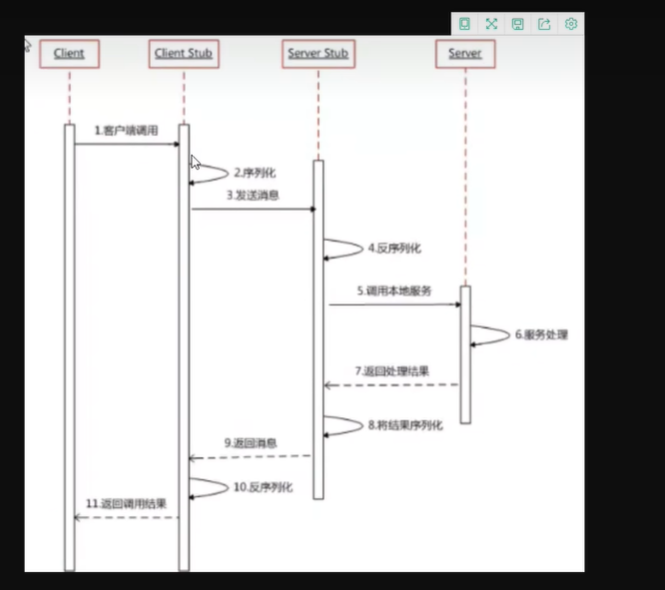 Client
Client Stub
Server Stub
Server
1.客户端调用
2.序列化
3.发送消息
4.反序列化
5.调用本地服务
6.服务处理
7.返回处理结果
8.将结果序列化
9.返回消息
10.反序列化
11.返回调用结果